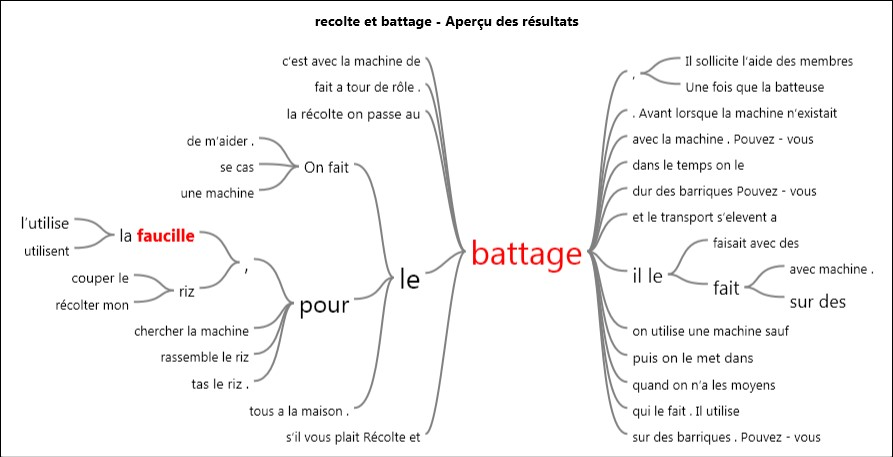 recolte et battage - Aperçu des résultats
c'est avec la machine de
fait a tour de rôle .
la récolte on passe au
de m'aider .
se cas
une machine
On fait
l'utilise
utilisent
la faucille
couper le
récolter mon
riz
,
chercher la machine
rassemble le riz
tas le riz .
pour
tous a la maison .
le
s'il vous plait Récolte et
battage
,
Il sollicite l'aide des membres
Une fois que la batteuse
. Avant lorsque la machine n'existait
avec la machine . Pouvez - vous
dans le temps on le
dur des barriques Pouvez - vous
et le transport s'elevent a
il le
faisait avec des
fait
avec machine .
sur des
on utilise une machine sauf
puis on le met dans
quand on n'a les moyens
qui le fait . Il utilise
sur des barriques . Pouvez - vous